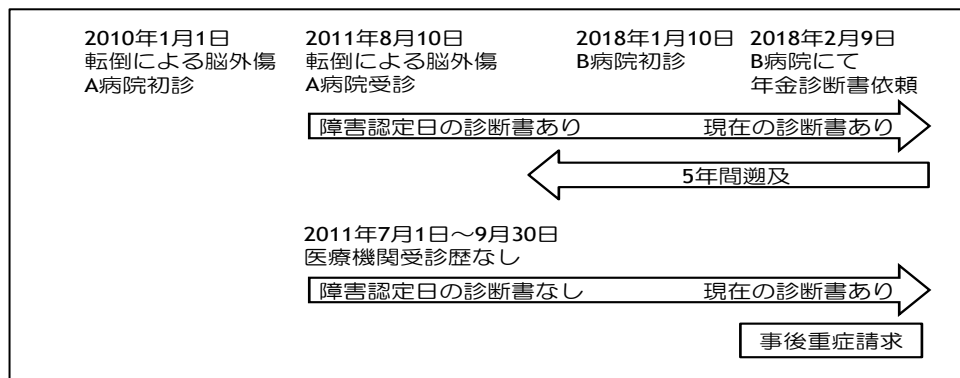 2010年1月1日
転倒による脳外傷
A病院初診
2011年8月10日
転倒による脳外傷
A病院受診
2018年1月10日
B病院初診
2018年2月9日
B病院にて
年金診断書依頼
障害認定日の診断書あり 現在の診断書あり
5年間遡及
2011年7月1日～9月30日
医療機関受診歴なし
障害認定日の診断書なし 現在の診断書あり
事後重症請求